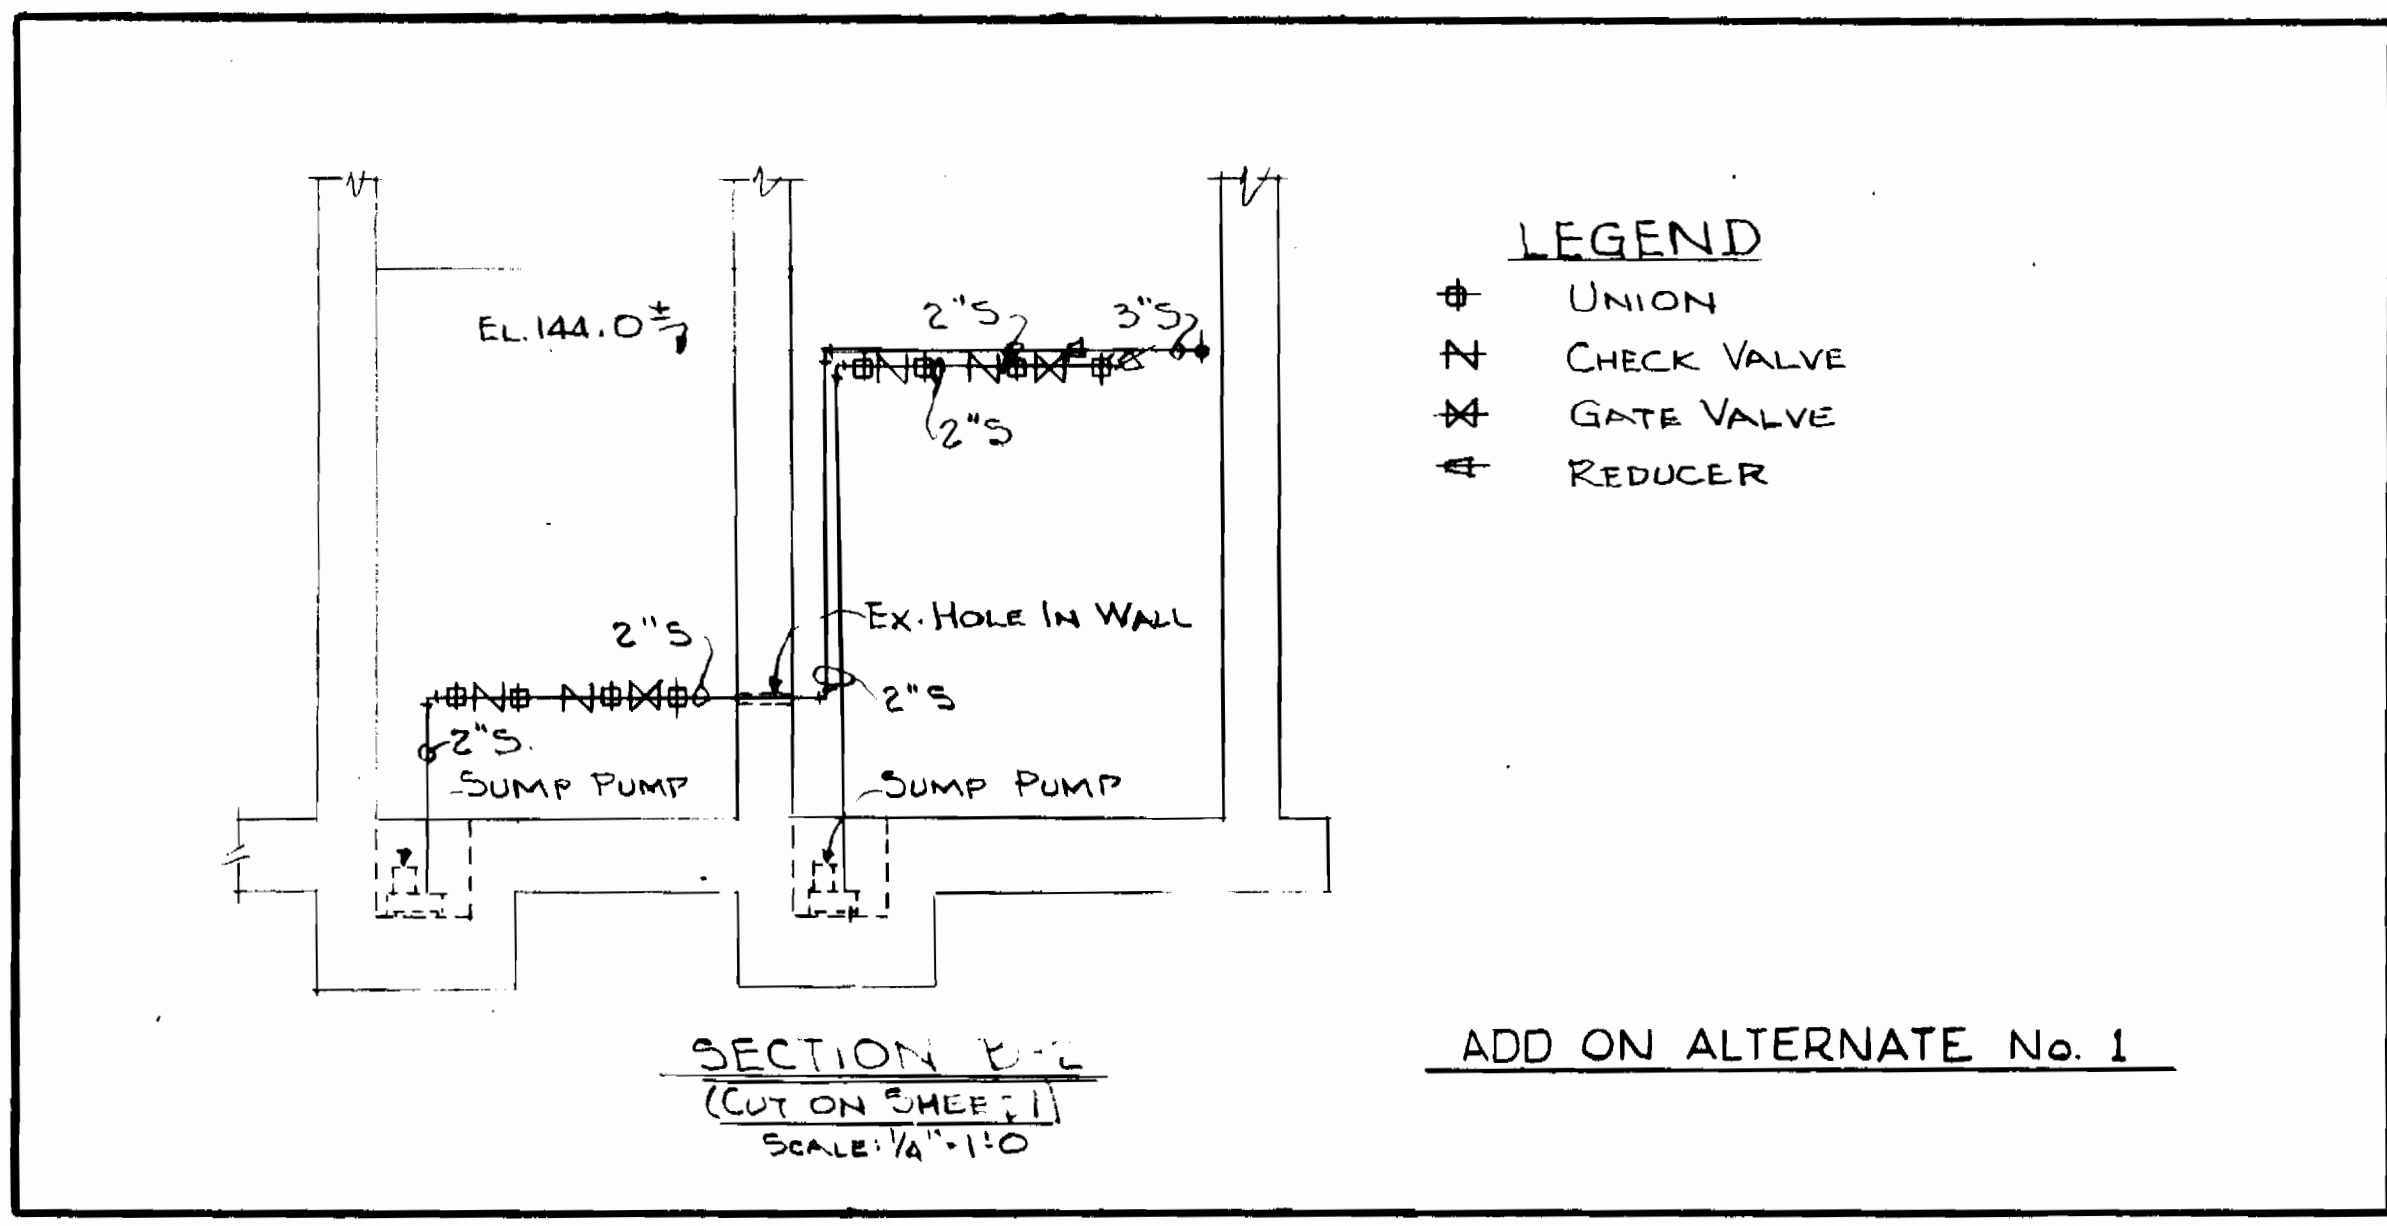 EL. 144.0±
2"S
3"S
2"S
EX. HOLE IN WALL
2"S
2"S
2"S.
SUMP PUMP
SUMP PUMP
LEGEND
UNION
CHECK VALVE
GATE VALVE
REDUCER
SECTION
(CUT ON SHEET 1)
SCALE: 1/4"=1'-0
ADD ON ALTERNATE No. 1